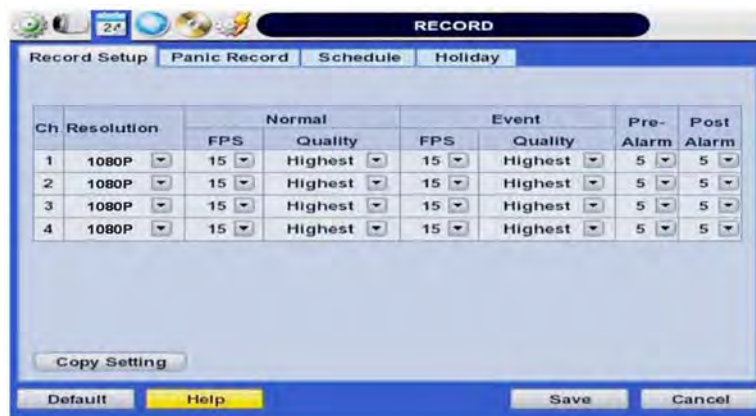 24
RECORD
Record Setup Panic Record Schedule Holiday
Ch Resolution Normal Event Pre-Alarm Post Alarm
FPS Quality FPS Quality
1 1080P 15 Highest 15 Highest 5 5
2 1080P 15 Highest 15 Highest 5 5
3 1080P 15 Highest 15 Highest 5 5
4 1080P 15 Highest 15 Highest 5 5
Copy Setting
Default Help Save Cancel